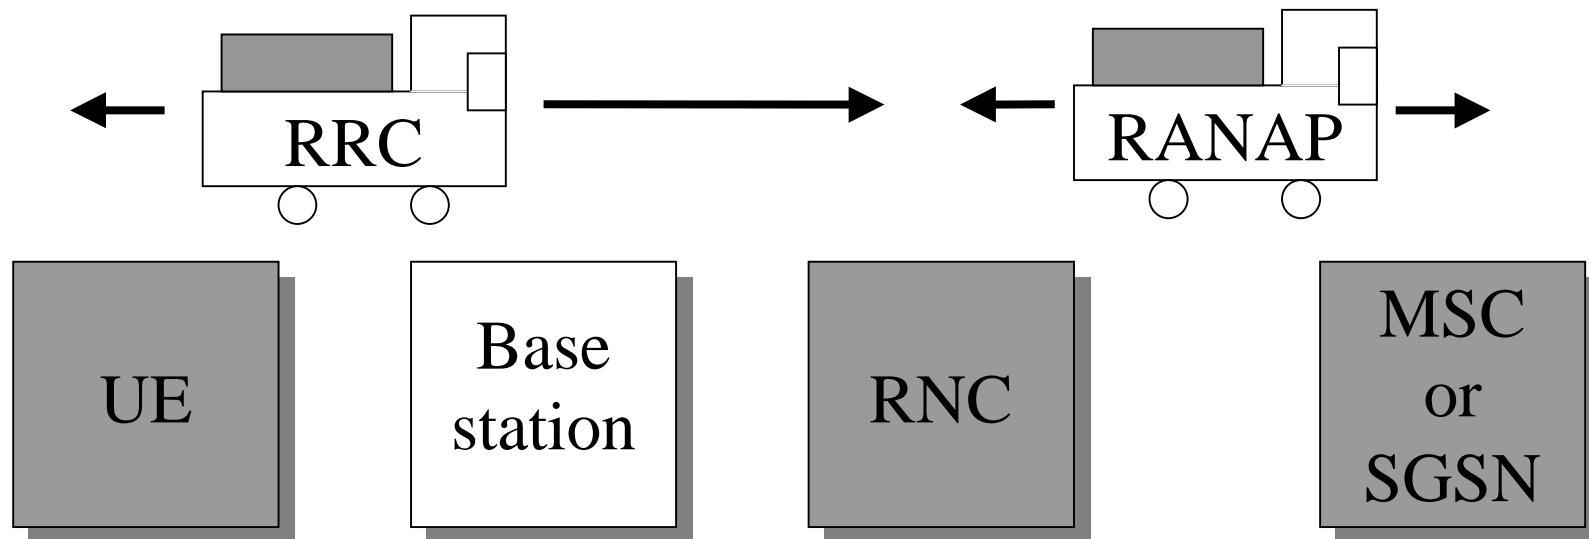 RRC
RANAP
UE
Base
station
RNC
MSC
or
SGSN